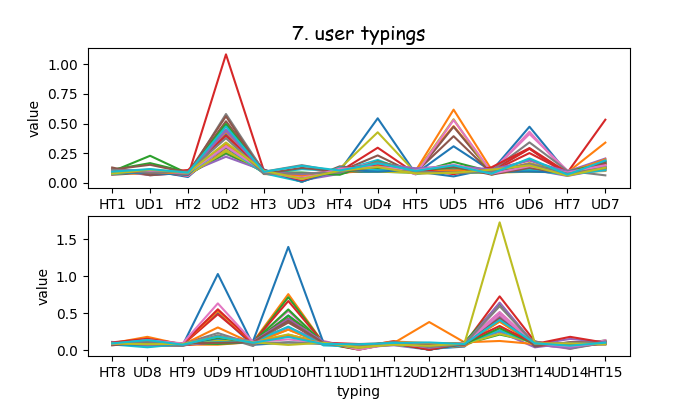 7. user typings
value
1.00
0.75
0.50
0.25
0.00
HT1 UD1 HT2 UD2 HT3 UD3 HT4 UD4 HT5 UD5 HT6 UD6 HT7 UD7
value
1.5
1.0
0.5
0.0
HT8 UD8 HT9 UD9 HT10 UD10 HT11 UD11 HT12 UD12 HT13 UD13 HT14 UD14 HT15
typing